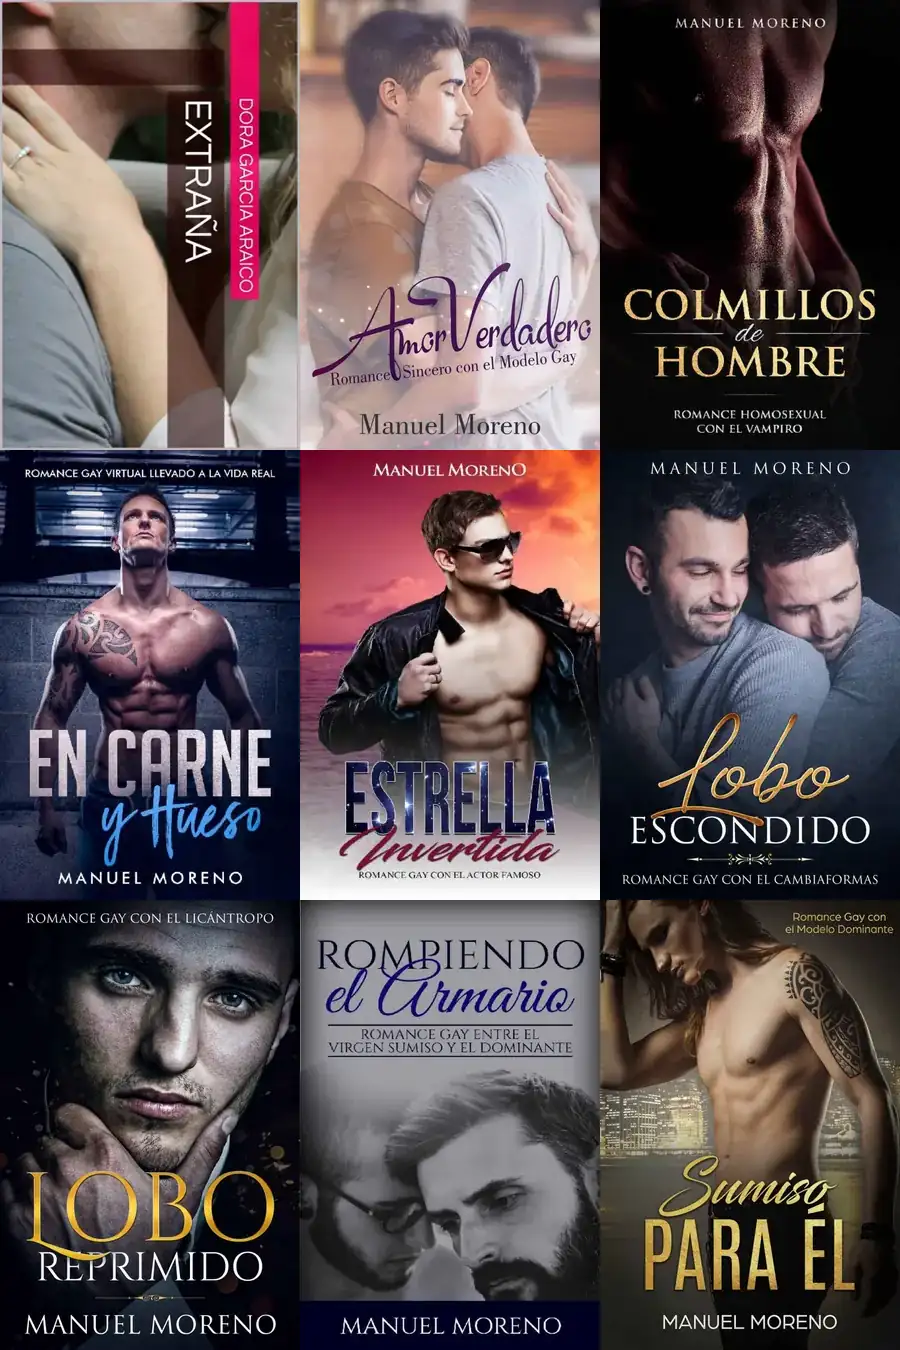 DORA GARCIA ARAICO
EXTRAÑA
Amor Verdadero
Romance Sincero con el Modelo Gay
Manuel Moreno
MANUEL MORENO
COLMILLOS
de
HOMBRE
ROMANCE HOMOSEXUAL
CON EL VAMPIRO
ROMANCE GAY VIRTUAL LLEVADO A LA VIDA REAL
EN CARNE
y Hueso
MANUEL MORENO
MANUEL MORENO
ESTRELLA
Invertida
ROMANCE GAY CON EL ACTOR FAMOSO
MANUEL MORENO
Lobo
ESCONDIDO
ROMANCE GAY CON EL CAMBIAFORMAS
ROMANCE GAY CON EL LICÁNTROPO
LOBO
REPRIMIDO
MANUEL MORENO
ROMPIENDO
el Armario
ROMANCE GAY ENTRE EL
VIRGEN SUMISO Y EL DOMINANTE
MANUEL MORENO
Romance Gay con
el Modelo Dominante
Sumiso
PARA ÉL
MANUEL MORENO